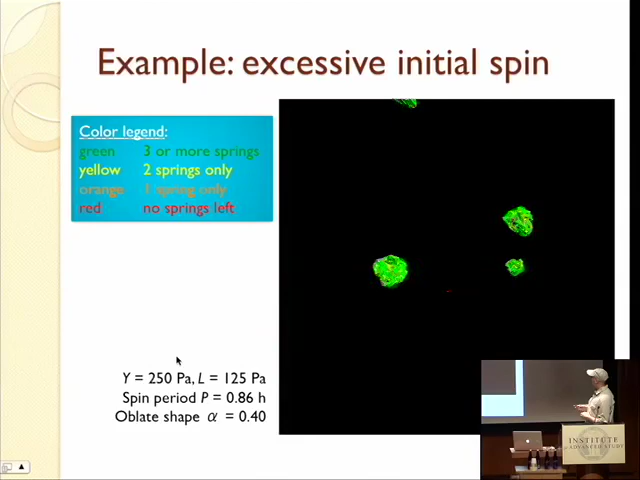 Example: excessive initial spin
Color legend:
green 3 or more springs
yellow 2 springs only
orange 1 spring only
red no springs left
Y = 250 Pa, L = 125 Pa
Spin period P = 0.86 h
Oblate shape α = 0.40
INSTITUTE
ADVANCED STUDY